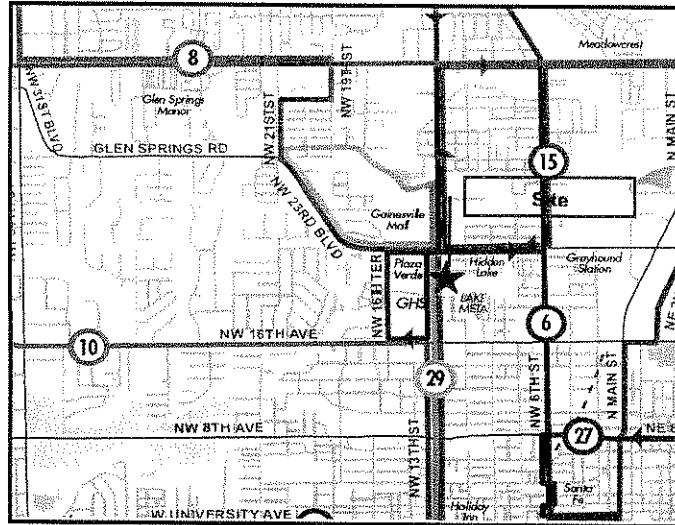 Meadowcrest
8
NW 31ST BLVD
Glen Springs
Manor
NW 21ST ST
NW 19TH ST
N MAIN ST
GLEN SPRINGS RD
15
NW 23RD BLVD
Gainesville
Mall
Site
NW 16TH TER
Plaza
Verde
Hidden
Lake
Greyhound
Station
GHS
LAKE
META
6
NW 16TH AVE
10
29
NW 6TH ST
N MAIN ST
NW 8TH AVE
27
NE 8
NW 13TH ST
Santa
Fe
W UNIVERSITY AVE
Holiday
Inn